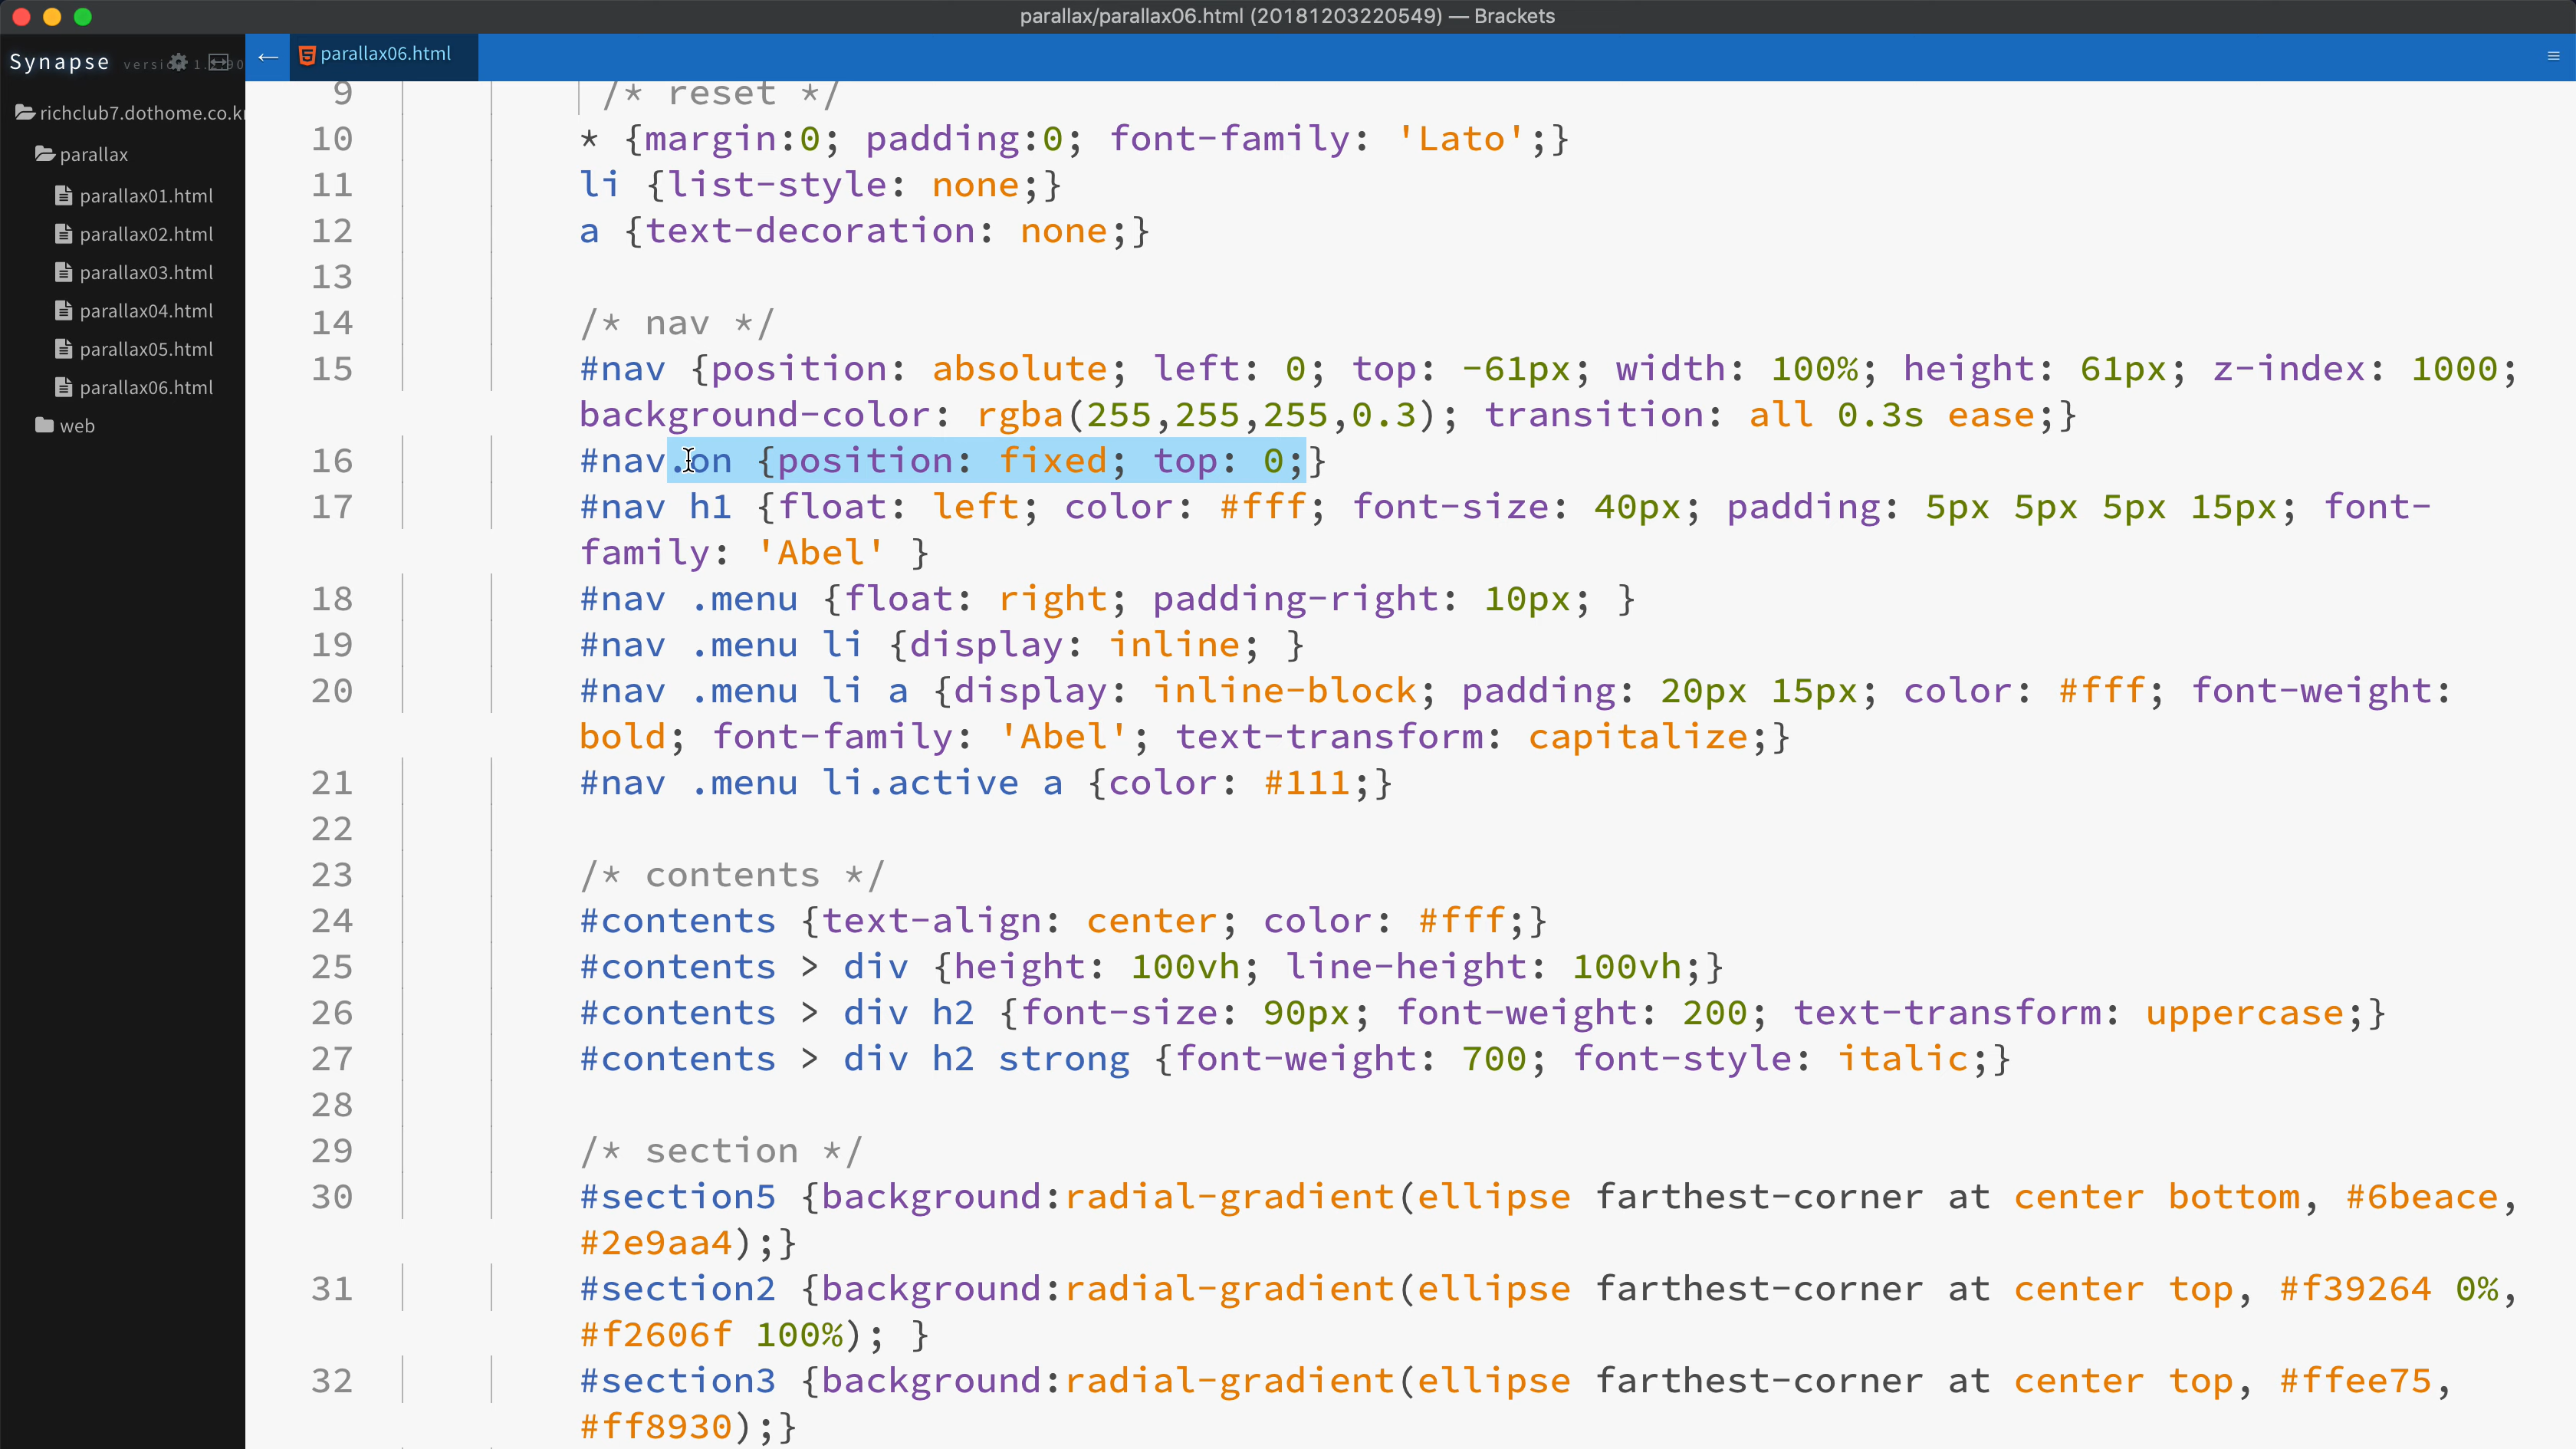 parallax/parallax06.html (20181203220549) — Brackets
Synapse
parallax06.html
richclub7.dothome.co.k
parallax
parallax01.html
parallax02.html
parallax03.html
parallax04.html
parallax05.html
parallax06.html
web
9 /* reset */
10 * {margin:0; padding:0; font-family: 'Lato';}
11 li {list-style: none;}
12 a {text-decoration: none;}
13
14 /* nav */
15 #nav {position: absolute; left: 0; top: -61px; width: 100%; height: 61px; z-index: 1000;
background-color: rgba(255,255,255,0.3); transition: all 0.3s ease;}
16 #nav.on {position: fixed; top: 0;}
17 #nav h1 {float: left; color: #fff; font-size: 40px; padding: 5px 5px 5px 15px; font-
family: 'Abel' }
18 #nav .menu {float: right; padding-right: 10px; }
19 #nav .menu li {display: inline; }
20 #nav .menu li a {display: inline-block; padding: 20px 15px; color: #fff; font-weight:
bold; font-family: 'Abel'; text-transform: capitalize;}
21 #nav .menu li.active a {color: #111;}
22
23 /* contents */
24 #contents {text-align: center; color: #fff;}
25 #contents > div {height: 100vh; line-height: 100vh;}
26 #contents > div h2 {font-size: 90px; font-weight: 200; text-transform: uppercase;}
27 #contents > div h2 strong {font-weight: 700; font-style: italic;}
28
29 /* section */
30 #section5 {background:radial-gradient(ellipse farthest-corner at center bottom, #6beace,
#2e9aa4);}
31 #section2 {background:radial-gradient(ellipse farthest-corner at center top, #f39264 0%,
#f2606f 100%); }
32 #section3 {background:radial-gradient(ellipse farthest-corner at center top, #ffee75,
#ff8930);}